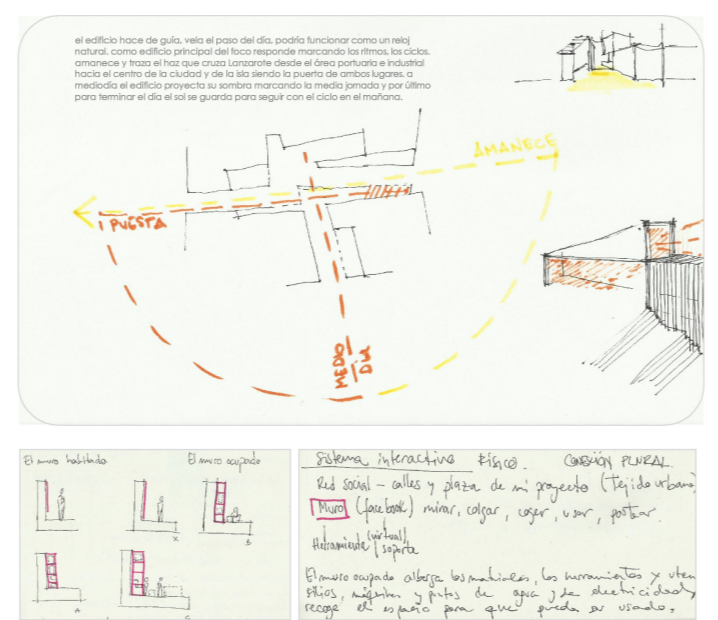 el edificio hace de guía, vela el paso del día, podría funcionar como un reloj
natural. como edificio principal del foco responde marcando los ritmos, los ciclos.
amanece y traza el haz que cruza Lanzarote desde el área portuaria e industrial
hacia el centro de la ciudad y de la isla siendo la puerta de ambos lugares. a
mediodía el edificio proyecta su sombra marcando la media jornada y por último
para terminar el día el sol se guarda para seguir con el ciclo en el mañana.
AMANECE
PUESTA
MEDIO
DÍA
El muro habitado
El muro ocupado
X
B
A
C
Sistema interactivo físico. CONDICIÓN PLURAL
Red social - calles y plaza de mi proyecto (tejido urbano)
Muro (facebook) mirar, colgar, coger, usar, postear.
Herramiente virtual/ soporte
El muro ocupado alberga los materiales, las herramientas y uten
silios, máquinas y puntos de agua y de electricidad,
recoge el espacio para que pueda ser usado.